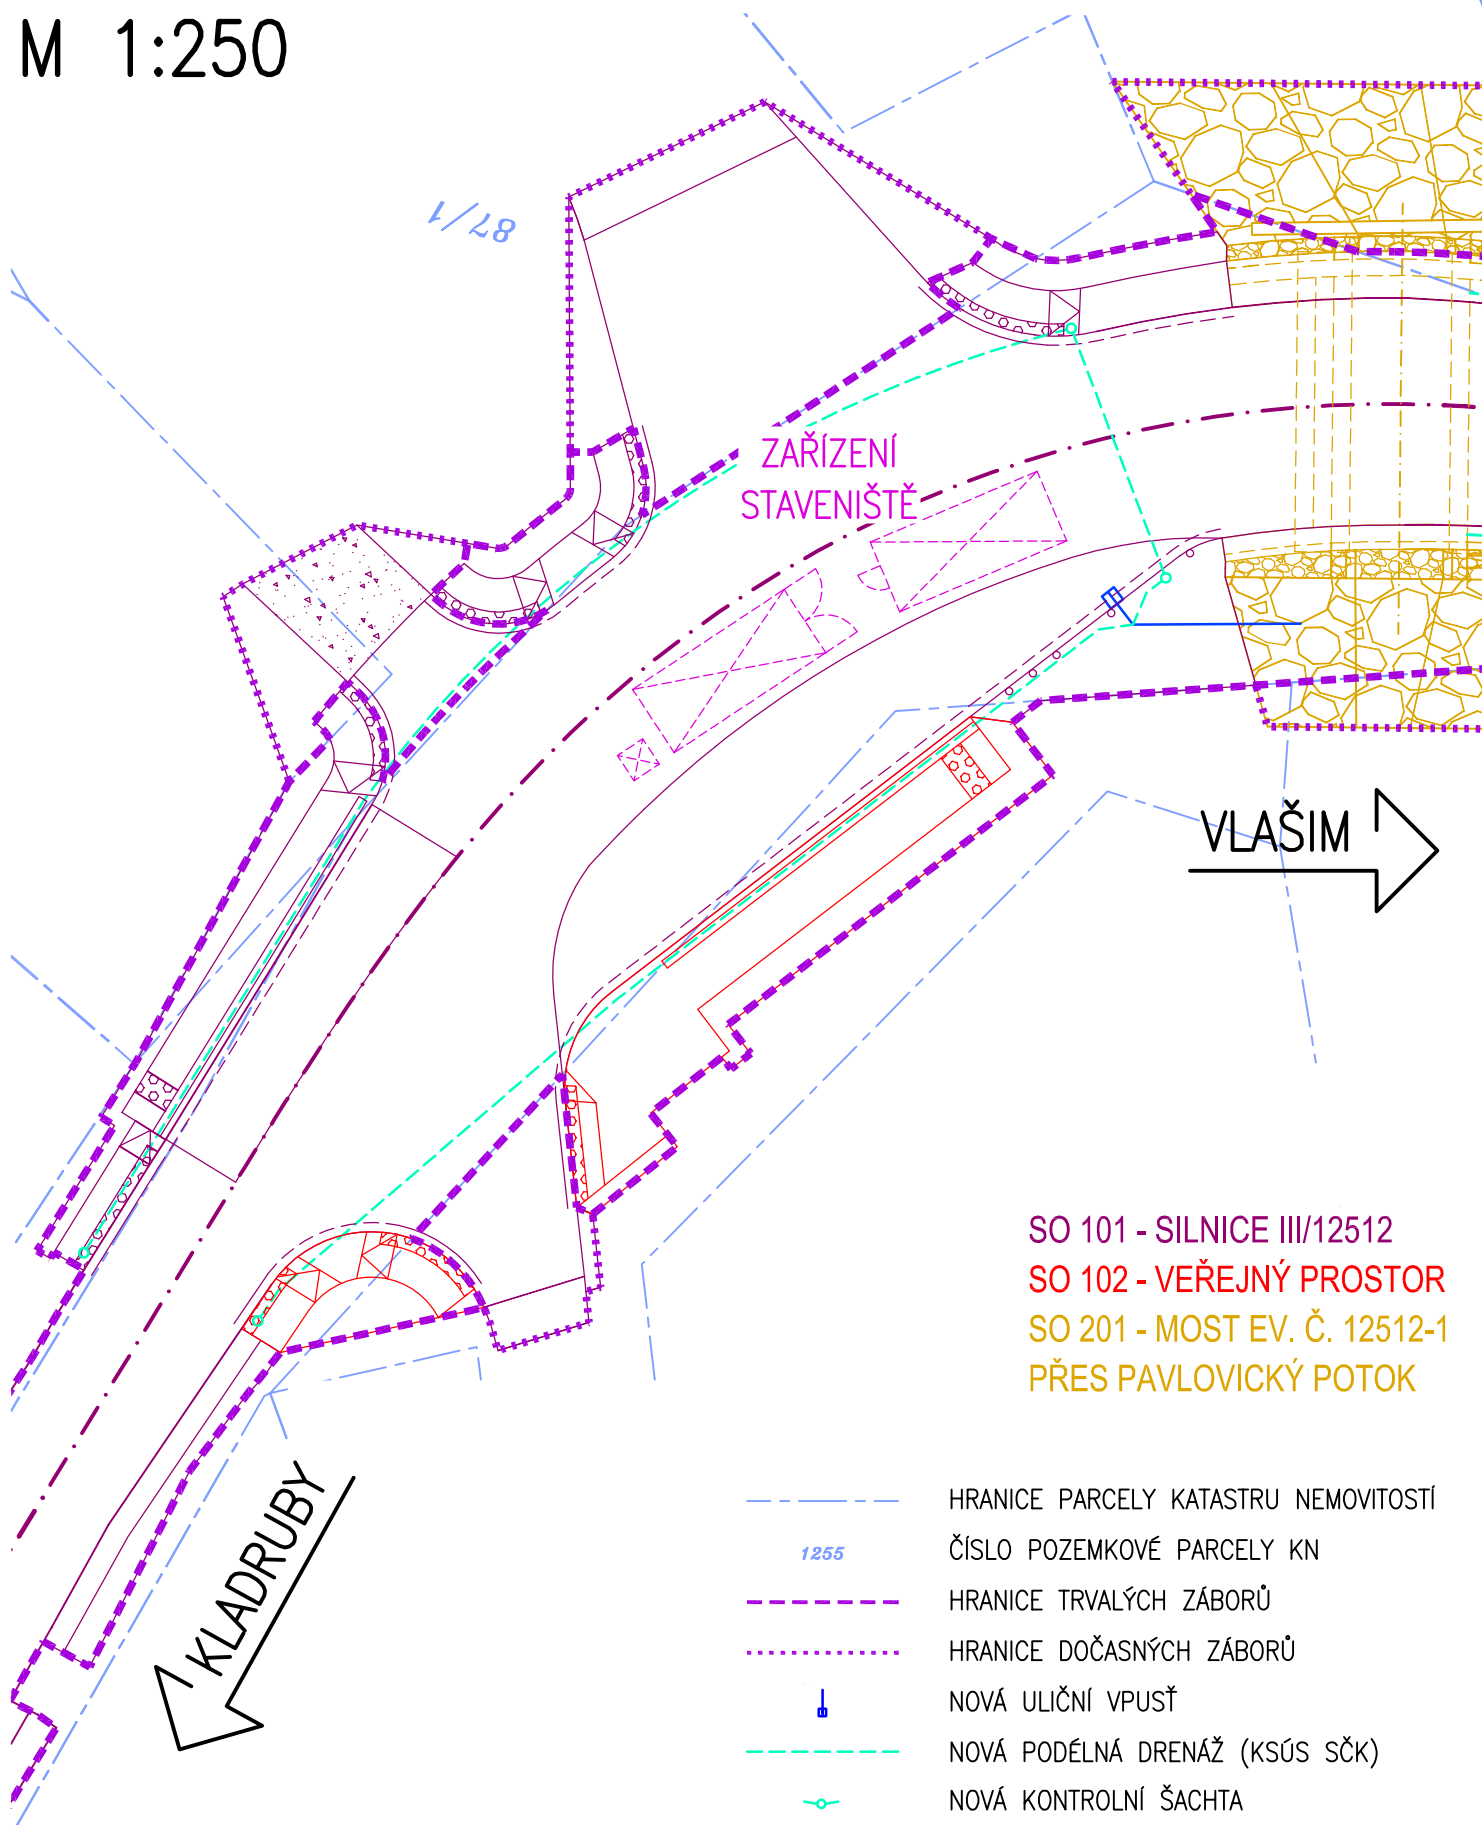 M 1:250
87/1
ZAŘÍZENÍ
STAVENIŠTĚ
VLAŠIM
SO 101 - SILNICE III/12512
SO 102 - VEŘEJNÝ PROSTOR
SO 201 - MOST EV. Č. 12512-1
PŘES PAVLOVICKÝ POTOK
KLADRUBY
HRANICE PARCELY KATASTRU NEMOVITOSTÍ
1255 ČÍSLO POZEMKOVÉ PARCELY KN
HRANICE TRVALÝCH ZÁBORŮ
HRANICE DOČASNÝCH ZÁBORŮ
NOVÁ ULIČNÍ VPUSŤ
NOVÁ PODÉLNÁ DRENÁŽ (KSÚS SČK)
NOVÁ KONTROLNÍ ŠACHTA